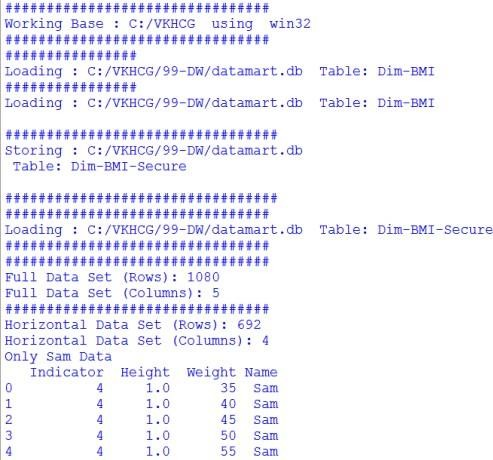 ################################
Working Base : C:/VKHCG  using  win32
################################
################
Loading : C:/VKHCG/99-DW/datamart.db  Table: Dim-BMI
################
Loading : C:/VKHCG/99-DW/datamart.db  Table: Dim-BMI
#################################
Storing : C:/VKHCG/99-DW/datamart.db
 Table: Dim-BMI-Secure
#################################
################################
Loading : C:/VKHCG/99-DW/datamart.db  Table: Dim-BMI-Secure
################################
################################
Full Data Set (Rows): 1080
Full Data Set (Columns): 5
################################
Horizontal Data Set (Rows): 692
Horizontal Data Set (Columns): 4
Only Sam Data
   Indicator  Height  Weight Name
0          4     1.0      35  Sam
1          4     1.0      40  Sam
2          4     1.0      45  Sam
3          4     1.0      50  Sam
4          4     1.0      55  Sam